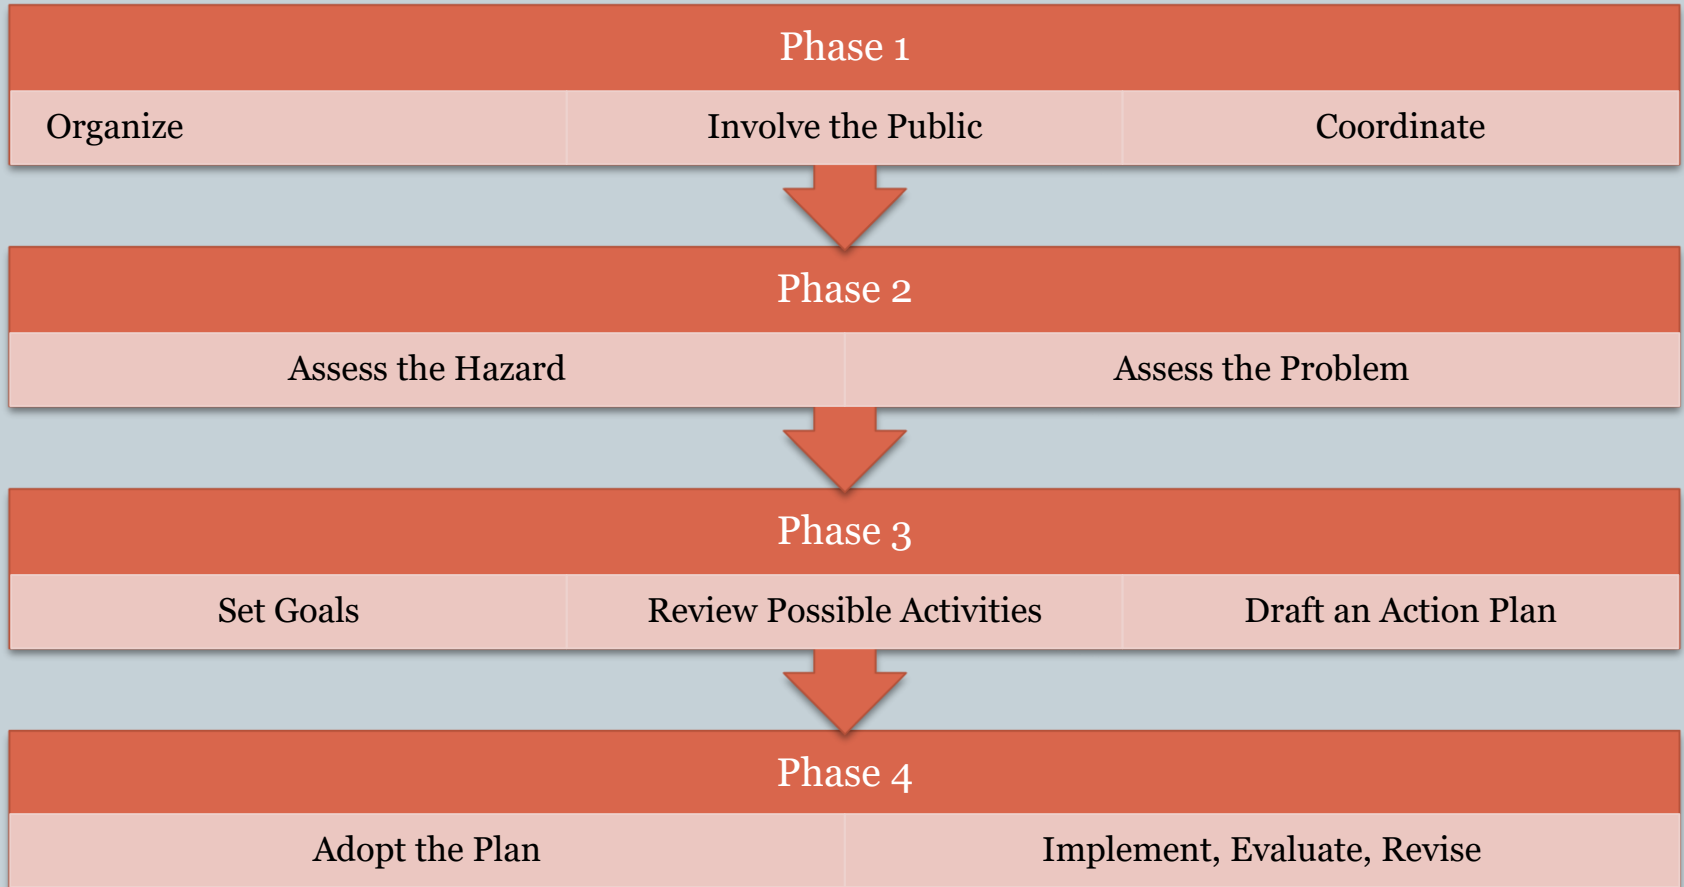 Phase 1
Organize
Involve the Public
Coordinate
Phase 2
Assess the Hazard
Assess the Problem
Phase 3
Set Goals
Review Possible Activities
Draft an Action Plan
Phase 4
Adopt the Plan
Implement, Evaluate, Revise